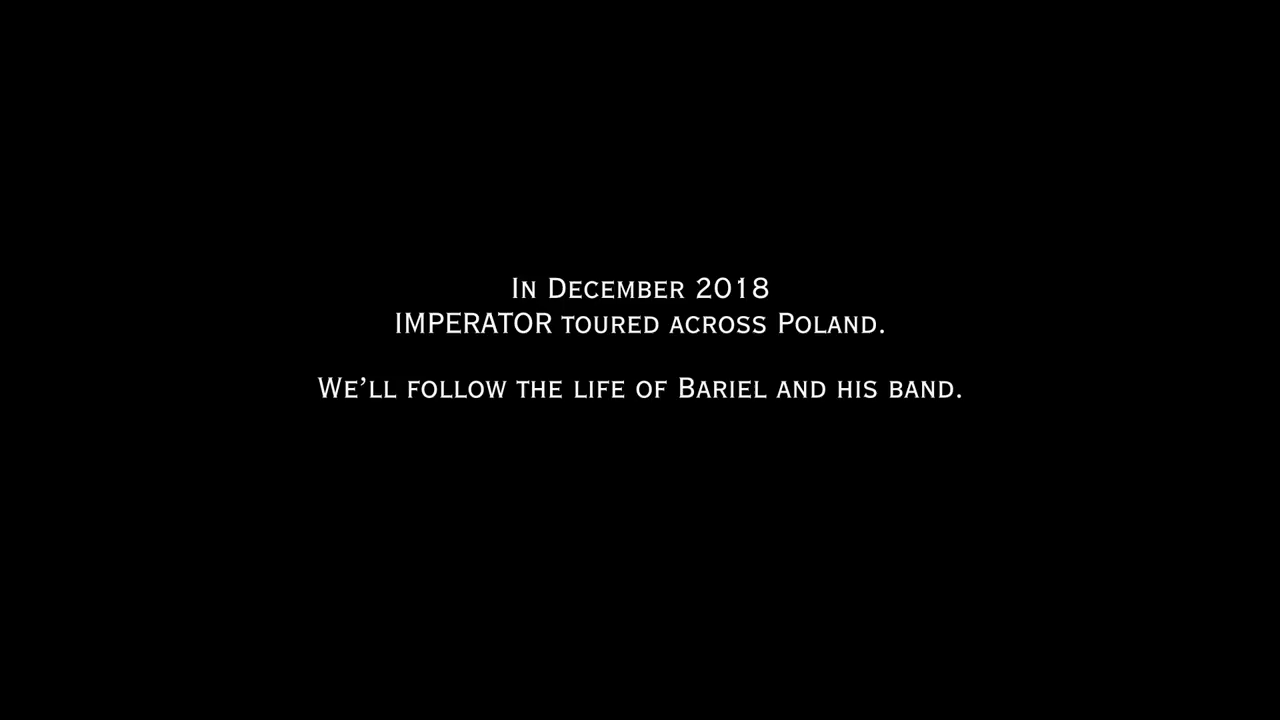 In December 2018
IMPERATOR toured across Poland.
We’ll follow the life of Bariel and his band.